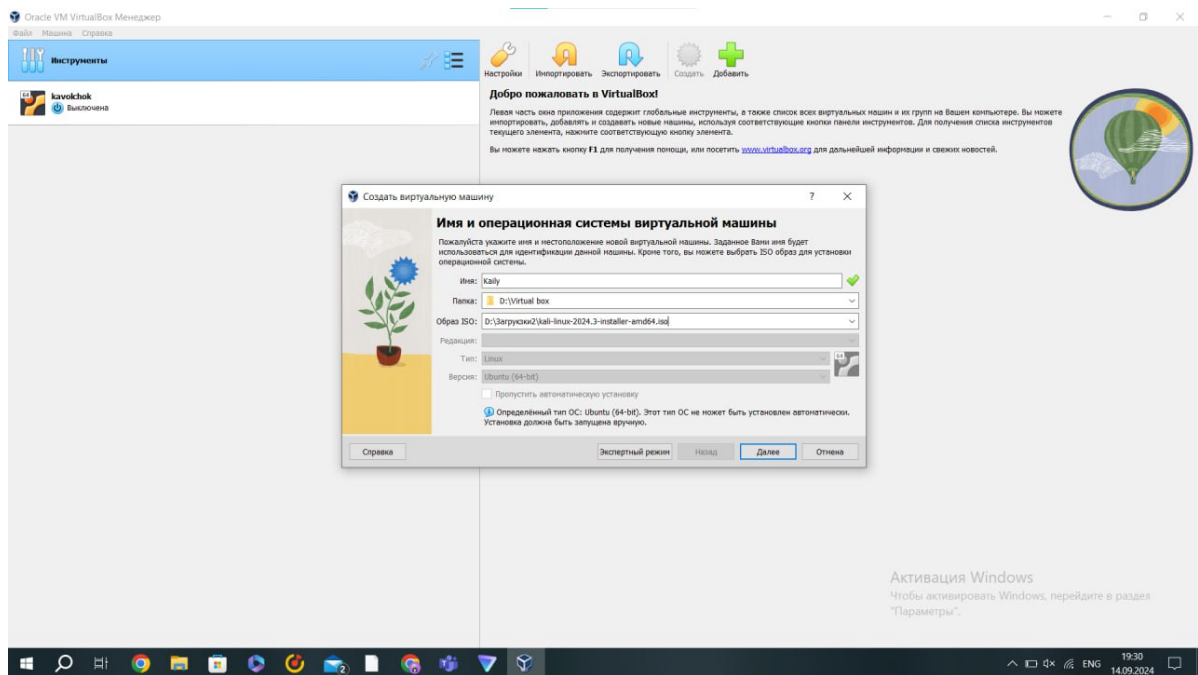 Oracle VM VirtualBox Менеджер
Файл Машина Справка
Инструменты
Настройки Импортировать Экспортировать Создать Добавить
64
kavolchok
Выключена
Добро пожаловать в VirtualBox!
Левая часть окна приложения содержит глобальные инструменты, а также список всех виртуальных машин и их групп на Вашем компьютере. Вы можете
импортировать, добавлять и создавать новые машины, используя соответствующие кнопки панели инструментов. Для получения списка инструментов
текущего элемента, нажмите соответствующую кнопку элемента.
Вы можете нажать кнопку F1 для получения помощи, или посетить www.virtualbox.org для дальнейшей информации и свежих новостей.
Создать виртуальную машину
? 
Имя и операционная системы виртуальной машины
Пожалуйста укажите имя и местоположение новой виртуальной машины. Заданное Вами имя будет
использоваться для идентификации данной машины. Кроме того, вы можете выбрать ISO образ для установки
операционной системы.
Имя: Kaily
Папка: D:\Virtual box
Образ ISO: D:\Загрузки2\kali-linux-2024.3-installer-amd64.iso
Редакция:
Тип: Linux
64
Версия: Ubuntu (64-bit)
Пропустить автоматическую установку
Определённый тип ОС: Ubuntu (64-bit). Этот тип ОС не может быть установлен автоматически.
Установка должна быть запущена вручную.
Справка Экспертный режим Назад Далее Отмена
Активация Windows
Чтобы активировать Windows, перейдите в раздел
"Параметры".
2
ENG
19:30
14.09.2024